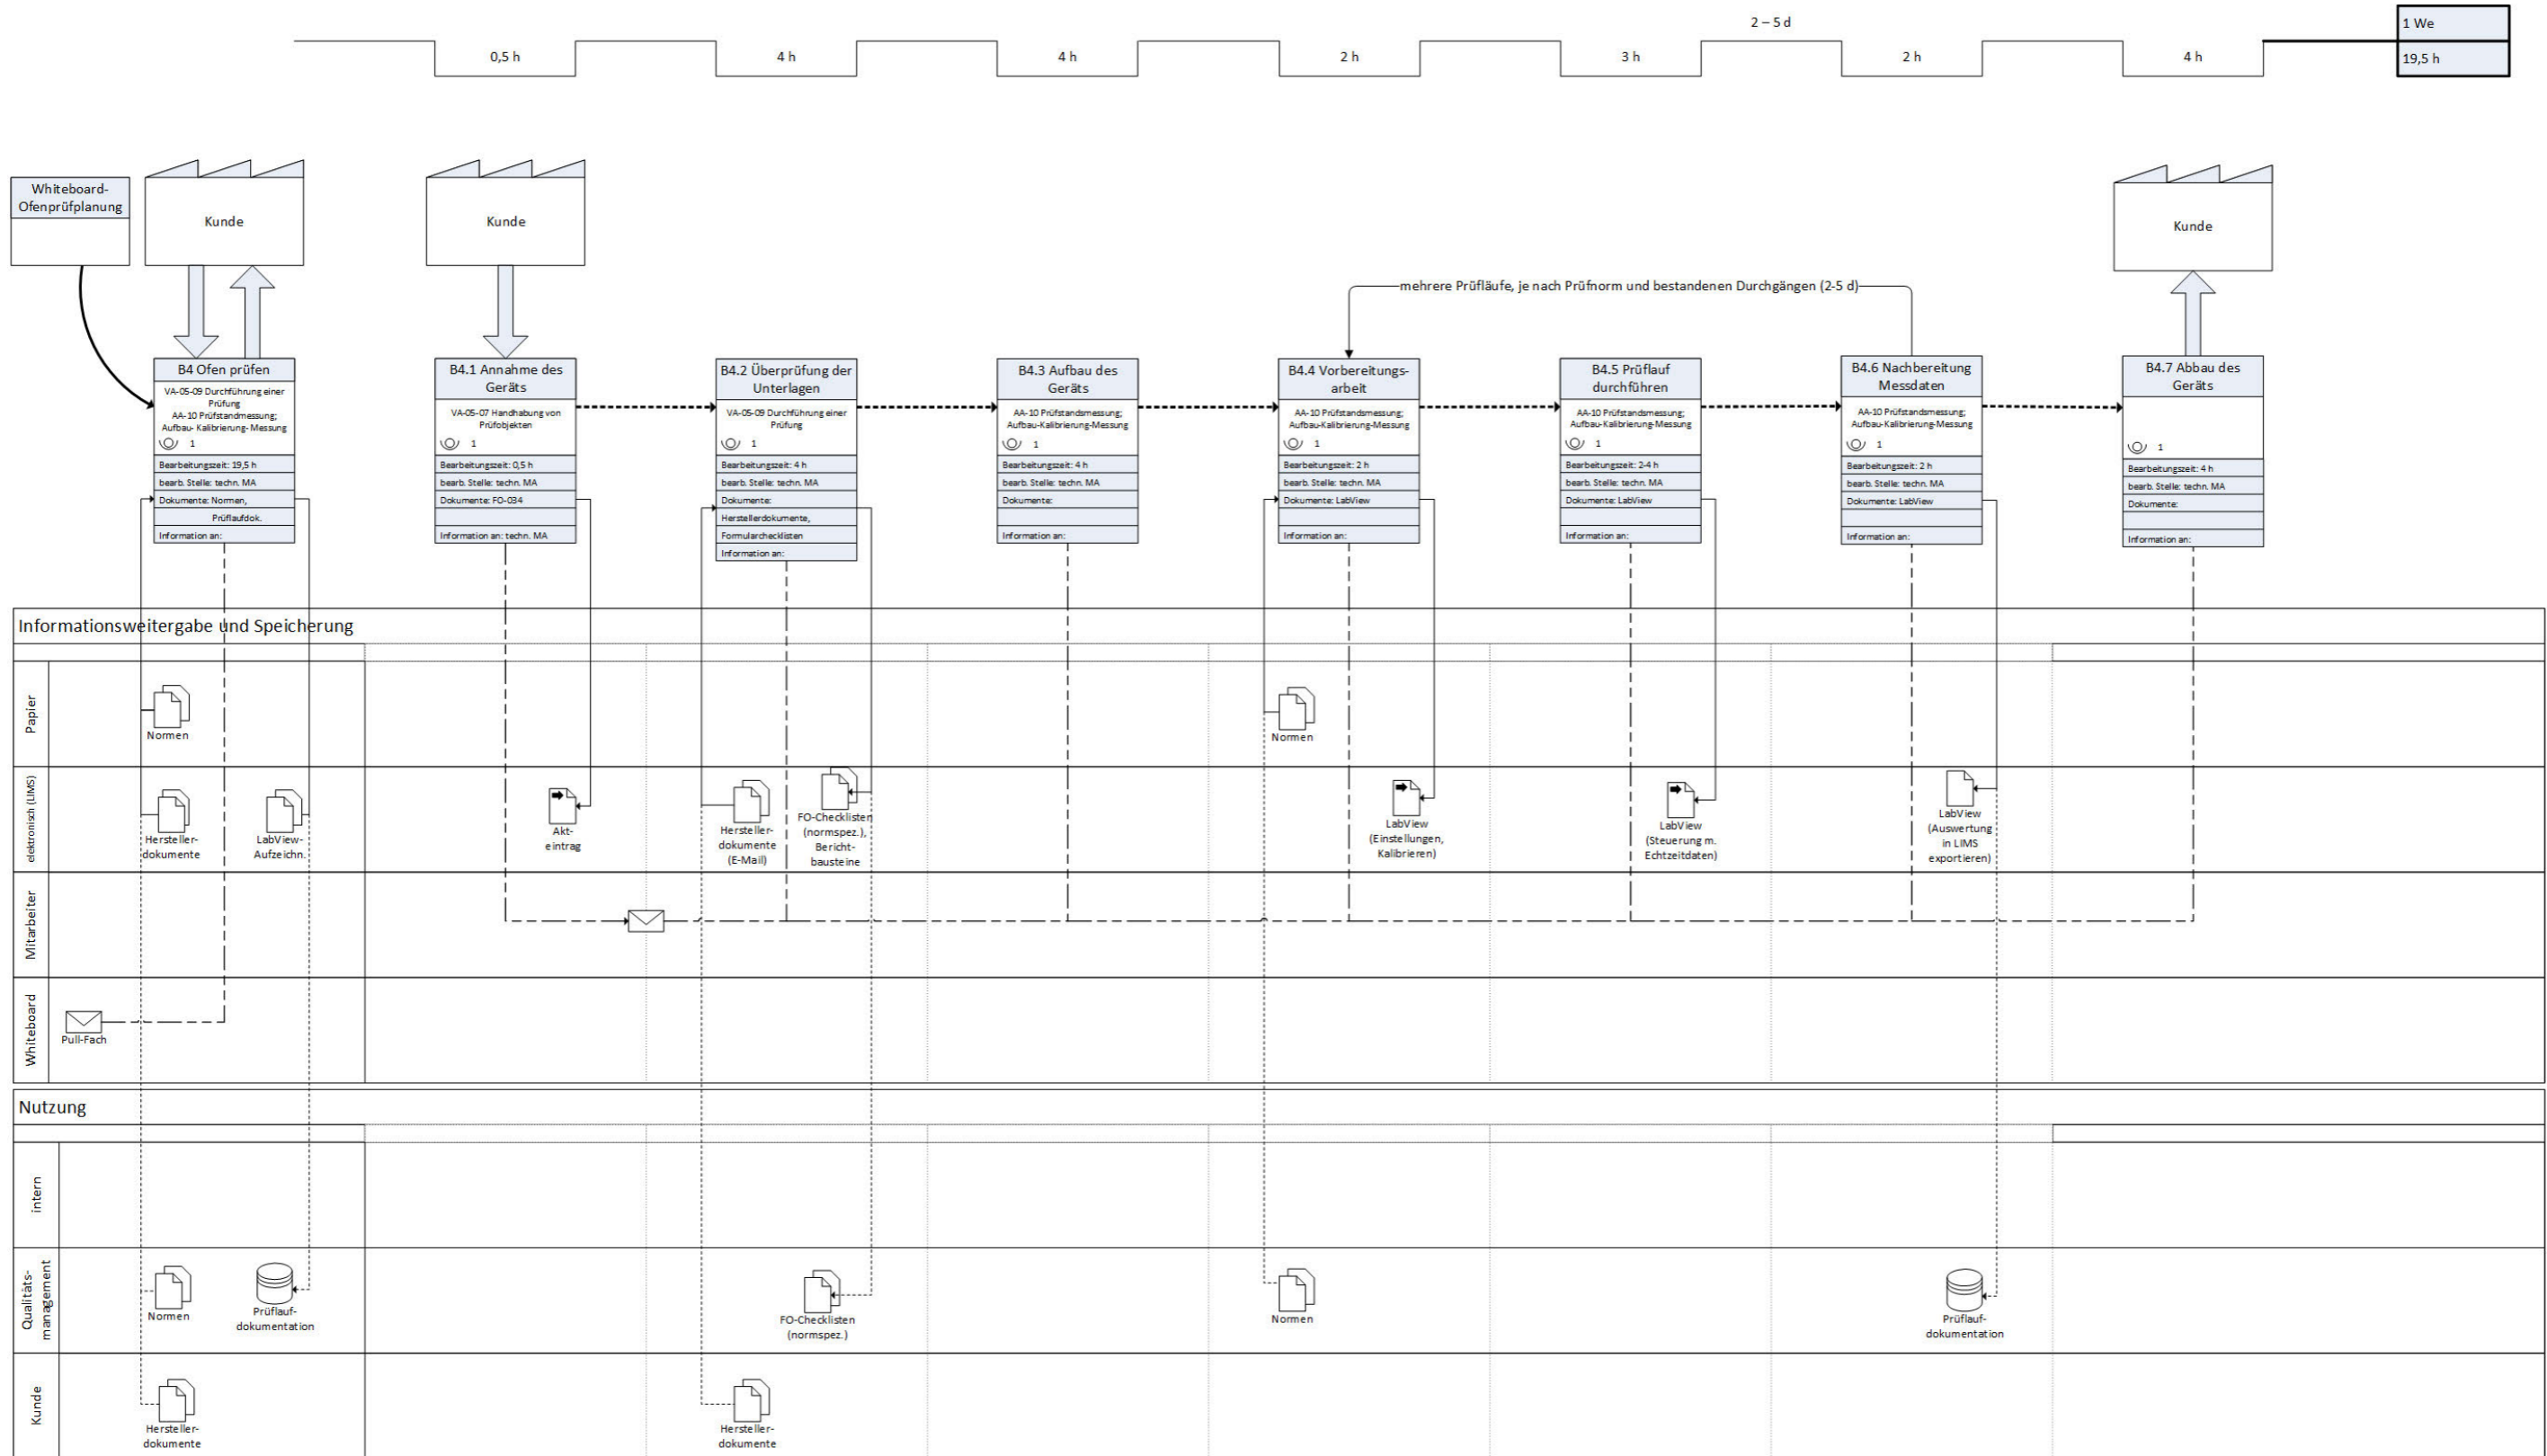 2 – 5 d
1 We
0,5 h
4 h
4 h
2 h
3 h
2 h
4 h
19,5 h
Whiteboard-
Ofenprüfplanung
Kunde
Kunde
Kunde
mehrere Prüfläufe, je nach Prüfnorm und bestandenen Durchgängen (2-5 d)
B4 Ofen prüfen
VA-05-09 Durchführung einer
Prüfung
AA-10 Prüfstandsmessung;
Aufbau- Kalibrierung- Messung
1
Bearbeitungszeit: 19,5 h
bearb. Stelle: techn. MA
Dokumente: Normen,
Prüflaufdok.
Information an:
B4.1 Annahme des
Geräts
VA-05-07 Handhabung von
Prüfobjekten
1
Bearbeitungszeit: 0,5 h
bearb. Stelle: techn. MA
Dokumente: FO-034
Information an: techn. MA
B4.2 Überprüfung der
Unterlagen
VA-05-09 Durchführung einer
Prüfung
1
Bearbeitungszeit: 4 h
bearb. Stelle: techn. MA
Dokumente:
Herstellerdokumente,
Formularchecklisten
Information an:
B4.3 Aufbau des
Geräts
AA-10 Prüfstandsmessung;
Aufbau-Kalibrierung-Messung
1
Bearbeitungszeit: 4 h
bearb. Stelle: techn. MA
Dokumente:
Information an:
B4.4 Vorbereitungs-
arbeit
AA-10 Prüfstandsmessung;
Aufbau-Kalibrierung-Messung
1
Bearbeitungszeit: 2 h
bearb. Stelle: techn. MA
Dokumente: LabView
Information an:
B4.5 Prüflauf
durchführen
AA-10 Prüfstandsmessung;
Aufbau-Kalibrierung-Messung
1
Bearbeitungszeit: 2-4 h
bearb. Stelle: techn. MA
Dokumente: LabView
Information an:
B4.6 Nachbereitung
Messdaten
AA-10 Prüfstandsmessung;
Aufbau-Kalibrierung-Messung
1
Bearbeitungszeit: 2 h
bearb. Stelle: techn. MA
Dokumente: LabView
Information an:
B4.7 Abbau des
Geräts
1
Bearbeitungszeit: 4 h
bearb. Stelle: techn. MA
Dokumente:
Information an:
Informationsweitergabe und Speicherung
Papier
Normen
Normen
elektronisch (LIMS)
Hersteller-
dokumente
LabView-
Aufzeichn.
Akt-
eintrag
Hersteller-
dokumente
(E-Mail)
FO-Checklisten
(normspez.),
Bericht-
bausteine
LabView
(Einstellungen,
Kalibrieren)
LabView
(Steuerung m.
Echtzeitdaten)
LabView
(Auswertung
in LIMS
exportieren)
Mitarbeiter
Whiteboard
Pull-Fach
Nutzung
intern
Qualitäts-
management
Normen
Prüflauf-
dokumentation
FO-Checklisten
(normspez.)
Normen
Prüflauf-
dokumentation
Kunde
Hersteller-
dokumente
Hersteller-
dokumente